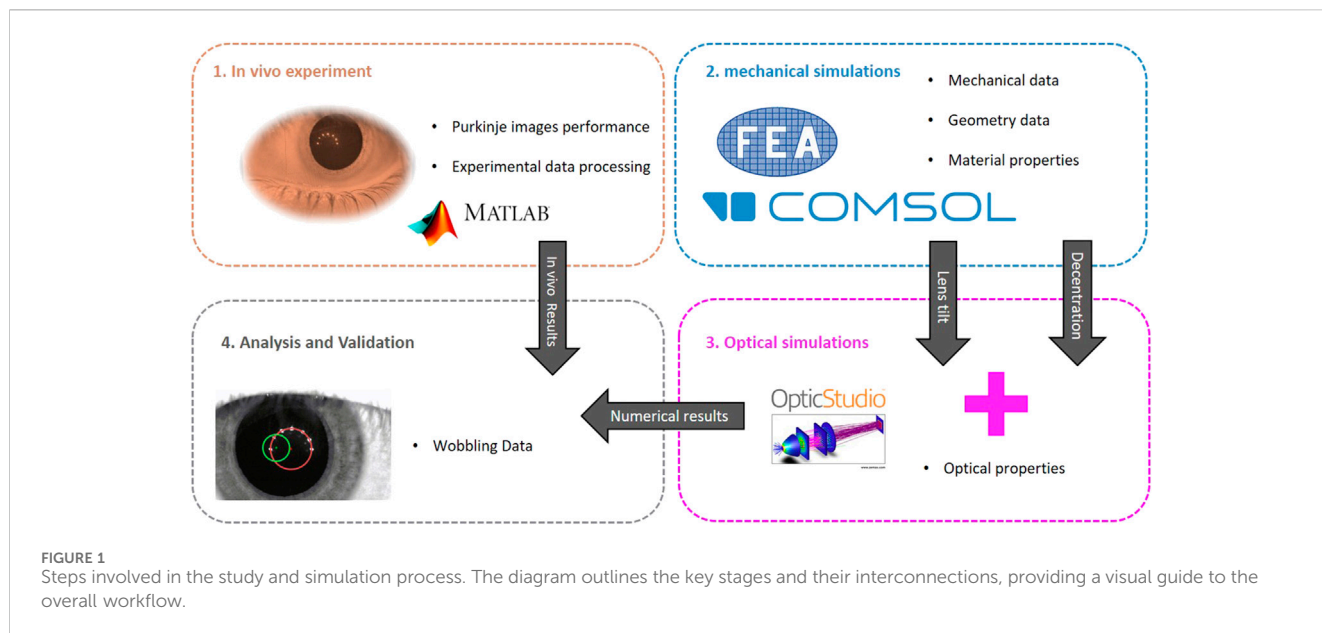 1. In vivo experiment
• Purkinje images performance
• Experimental data processing
MATLAB
2. mechanical simulations
• Mechanical data
• Geometry data
• Material properties
FEA
COMSOL
In vivo Results
Lens tilt
Decentration
4. Analysis and Validation
• Wobbling Data
Numerical results
3. Optical simulations
OpticStudio
• Optical properties
FIGURE 1
Steps involved in the study and simulation process. The diagram outlines the key stages and their interconnections, providing a visual guide to the
overall workflow.